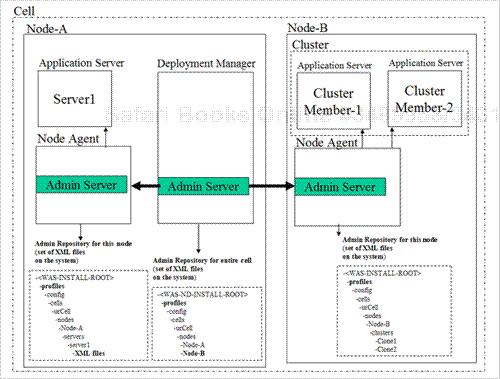 Cell
Node-A
Application Server
Server1
Node Agent
Admin Server
Admin Repository for this node
(set of XML files
on the system)
-<WAS-INSTALL-ROOT>
-profiles
-config
-cells
-urCell
-nodes
-Node-A
-servers
-server1
-XML files
Deployment Manager
Admin Server
Admin Repository for entire cell
(set of XML files
on the system)
-<WAS-ND-INSTALL-ROOT>
-profiles
-config
-cells
-urCell
-nodes
-Node-A
-Node-B
Node-B
Cluster
Application Server
Cluster
Member-1
Application Server
Cluster
Member-2
Node Agent
Admin Server
Admin Repository for this node
(set of XML files
on the system)
-<WAS-INSTALL-ROOT>
-profiles
-config
-cells
-urCell
-nodes
-Node-B
-clusters
-Clone1
-Clone2
Safari Books